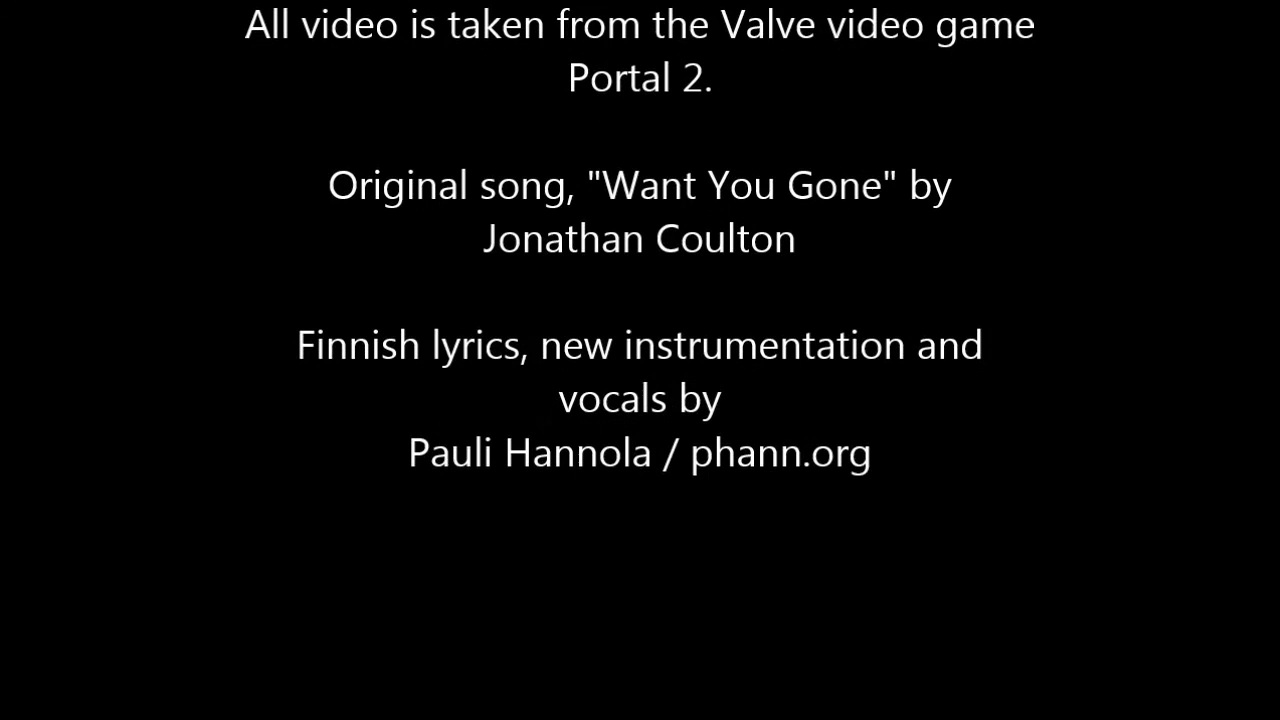 All video is taken from the Valve video game
Portal 2.
Original song, "Want You Gone" by
Jonathan Coulton
Finnish lyrics, new instrumentation and
vocals by
Pauli Hannola / phann.org